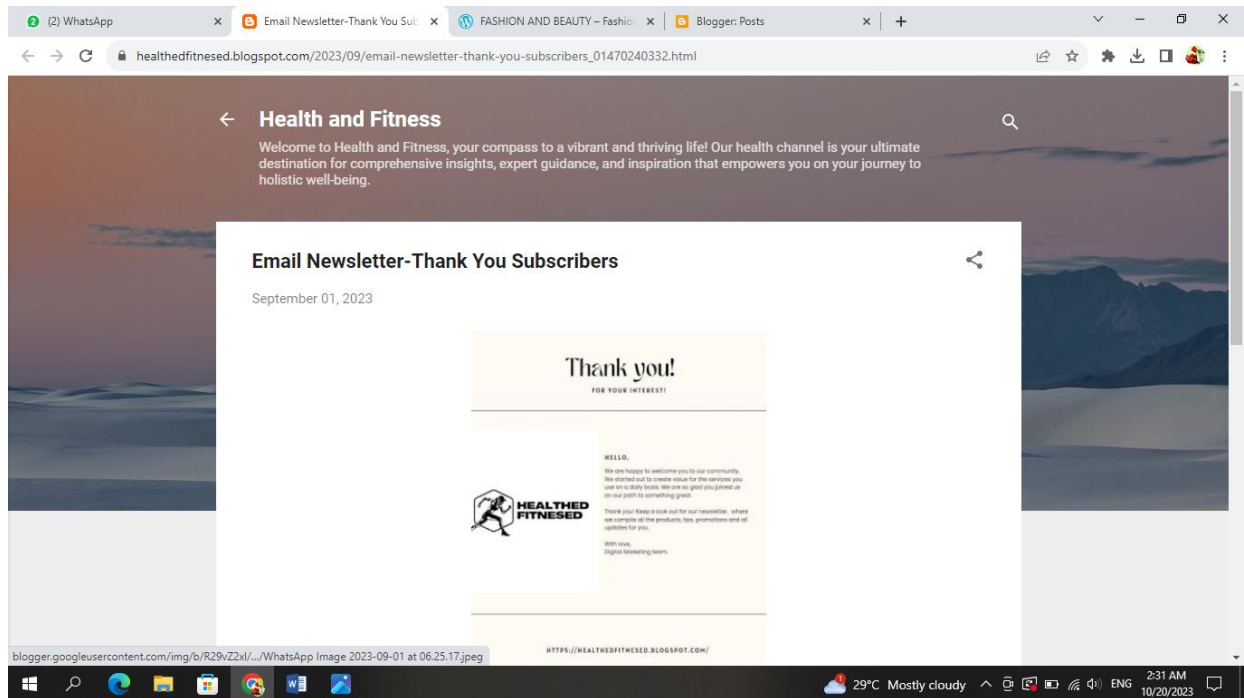 (2) WhatsApp
Email Newsletter-Thank You Sub
FASHION AND BEAUTY – Fashio
Blogger: Posts
healthedfitnesed.blogspot.com/2023/09/email-newsletter-thank-you-subscribers_01470240332.html
Health and Fitness
Welcome to Health and Fitness, your compass to a vibrant and thriving life! Our health channel is your ultimate
destination for comprehensive insights, expert guidance, and inspiration that empowers you on your journey to
holistic well-being.
Email Newsletter-Thank You Subscribers
September 01, 2023
Thank you!
FOR YOUR INTEREST!
HELLO,
We are happy to welcome you to our community.
We started out to create value for the services you
use on a daily basis. We are so glad you joined us
on our path to something great.
HEALTHED
FITNESED
Thank you! Keep a look out for our newsletter, where
we compile all the products, tips, promotions and all
updates for you.
With love,
Digital Marketing team
HTTPS://HEALTHEDFITNESED.BLOGSPOT.COM/
blogger.googleusercontent.com/img/b/R29vZ2xl/.../WhatsApp Image 2023-09-01 at 06.25.17.jpeg
29°C Mostly cloudy
ENG
2:31 AM
10/20/2023